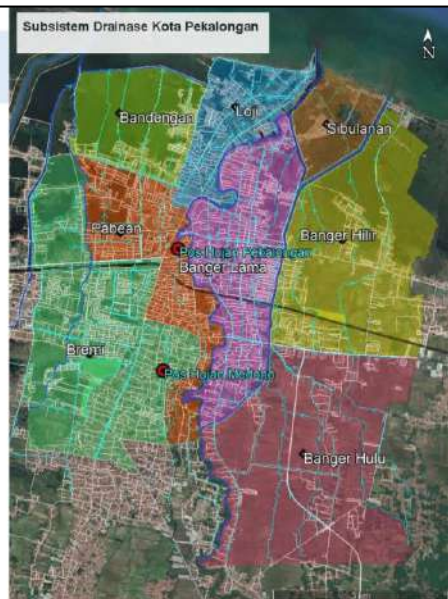 Subsistem Drainase Kota Pekalongan
N
Bandengan
Loji
Sibulanan
Pabean
Pos Hujan Pekalongan
Banger Lama
Banger Hilir
Bremi
Pos Hujan Medono
Banger Hulu